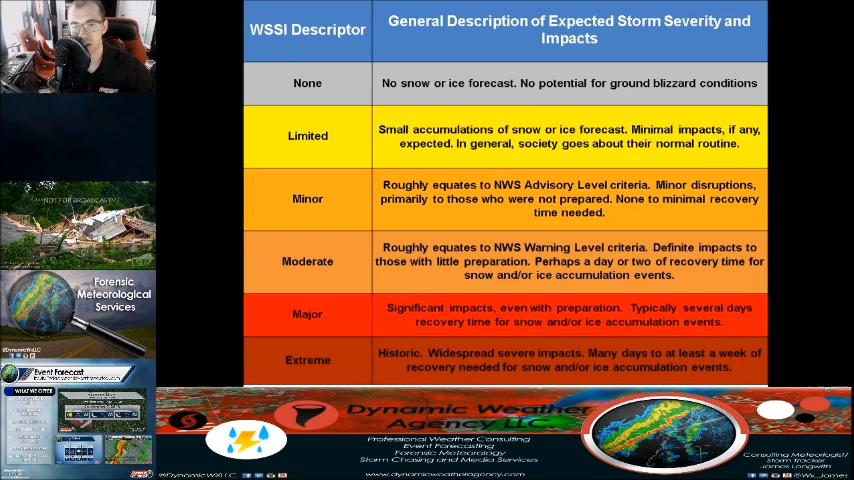 WSSI Descriptor
General Description of Expected Storm Severity and
Impacts
None
No snow or ice forecast. No potential for ground blizzard conditions
Limited
Small accumulations of snow or ice forecast. Minimal impacts, if any,
expected. In general, society goes about their normal routine.
Minor
Roughly equates to NWS Advisory Level criteria. Minor disruptions,
primarily to those who were not prepared. None to minimal recovery
time needed.
Moderate
Roughly equates to NWS Warning Level criteria. Definite impacts to
those with little preparation. Perhaps a day or two of recovery time for
snow and/or ice accumulation events.
Major
Significant impacts, even with preparation. Typically several days
recovery time for snow and/or ice accumulation events.
Extreme
Historic. Widespread severe impacts. Many days to at least a week of
recovery needed for snow and/or ice accumulation events.
NOT FOR BROADCAST
Forensic
Meteorological
Services
@DynamicWxLLC
Event Forecast
WHAT WE OFFER
Dynamic Weather
Agency LLC
Professional Weather Consulting
Event Forecasting
Forensic Meteorology
Storm Chasing and Media Services
@DynamicWXLLC
www.dynamicweatheragency.com
Consulting Meteorologist/
Storm Tracker
James Langwith
@Wx_James